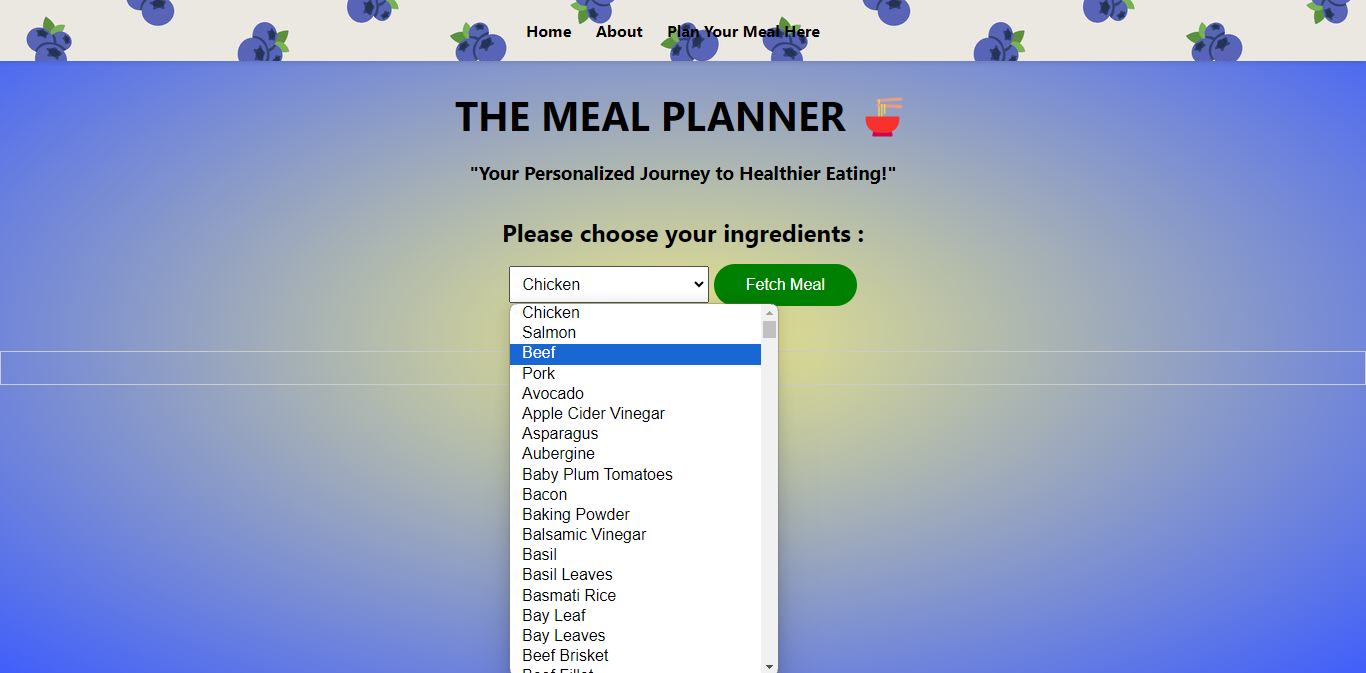 Home About Plan Your Meal Here
THE MEAL PLANNER
"Your Personalized Journey to Healthier Eating!"
Please choose your ingredients :
Chicken Fetch Meal
Chicken
Salmon
Beef
Pork
Avocado
Apple Cider Vinegar
Asparagus
Aubergine
Baby Plum Tomatoes
Bacon
Baking Powder
Balsamic Vinegar
Basil
Basil Leaves
Basmati Rice
Bay Leaf
Bay Leaves
Beef Brisket